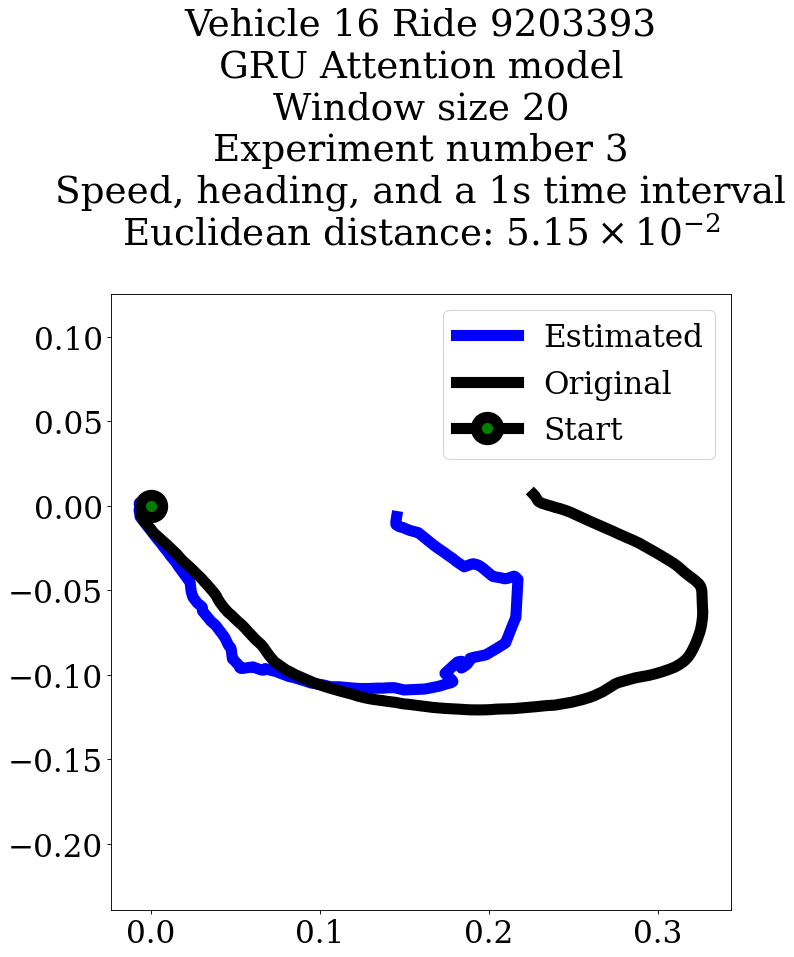 Vehicle 16 Ride 9203393
GRU Attention model
Window size 20
Experiment number 3
Speed, heading, and a 1s time interval
Euclidean distance: 5.15 × 10⁻²
Estimated
Original
Start
0.10
0.05
0.00
−0.05
−0.10
−0.15
−0.20
0.0 0.1 0.2 0.3